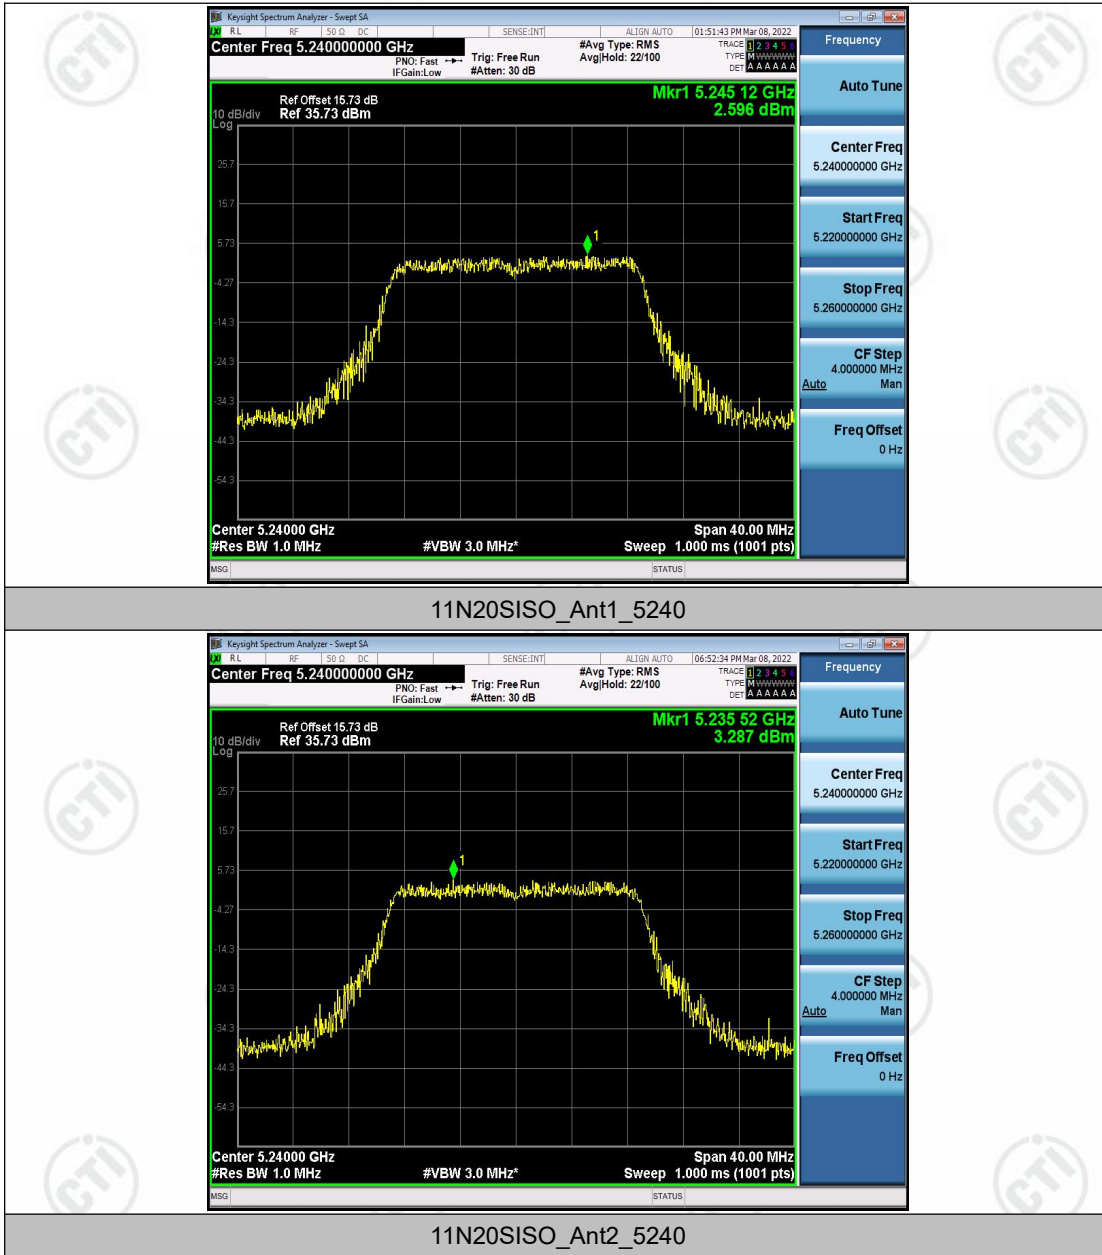 Keysight Spectrum Analyzer - Swept SA
LXI RL RF 50 Ω DC SENSE:INT ALIGN AUTO 01:51:43 PM Mar 08, 2022
Center Freq 5.240000000 GHz
PNO: Fast
IFGain:Low
Trig: Free Run
#Atten: 30 dB
#Avg Type: RMS
Avg|Hold: 22/100
TRACE 1 2 3 4 5 6
TYPE M WWWWW
DET A A A A A A
Mkr1 5.245 12 GHz
2.596 dBm
Ref Offset 15.73 dB
10 dB/div Ref 35.73 dBm
Log
25.7
15.7
5.73
-4.27
-14.3
-24.3
-34.3
-44.3
-54.3
1
Center 5.24000 GHz Span 40.00 MHz
#Res BW 1.0 MHz #VBW 3.0 MHz* Sweep 1.000 ms (1001 pts)
MSG STATUS
Frequency
Auto Tune
Center Freq
5.240000000 GHz
Start Freq
5.220000000 GHz
Stop Freq
5.260000000 GHz
CF Step
4.000000 MHz
Auto Man
Freq Offset
0 Hz
11N20SISO_Ant1_5240
Keysight Spectrum Analyzer - Swept SA
LXI RL RF 50 Ω DC SENSE:INT ALIGN AUTO 06:52:34 PM Mar 08, 2022
Center Freq 5.240000000 GHz
PNO: Fast
IFGain:Low
Trig: Free Run
#Atten: 30 dB
#Avg Type: RMS
Avg|Hold: 22/100
TRACE 1 2 3 4 5 6
TYPE M WWWWW
DET A A A A A A
Mkr1 5.235 52 GHz
3.287 dBm
Ref Offset 15.73 dB
10 dB/div Ref 35.73 dBm
Log
25.7
15.7
5.73
-4.27
-14.3
-24.3
-34.3
-44.3
-54.3
1
Center 5.24000 GHz Span 40.00 MHz
#Res BW 1.0 MHz #VBW 3.0 MHz* Sweep 1.000 ms (1001 pts)
MSG STATUS
Frequency
Auto Tune
Center Freq
5.240000000 GHz
Start Freq
5.220000000 GHz
Stop Freq
5.260000000 GHz
CF Step
4.000000 MHz
Auto Man
Freq Offset
0 Hz
11N20SISO_Ant2_5240
CTI
CTI
CTI
CTI
CTI
CTI
CTI
CTI